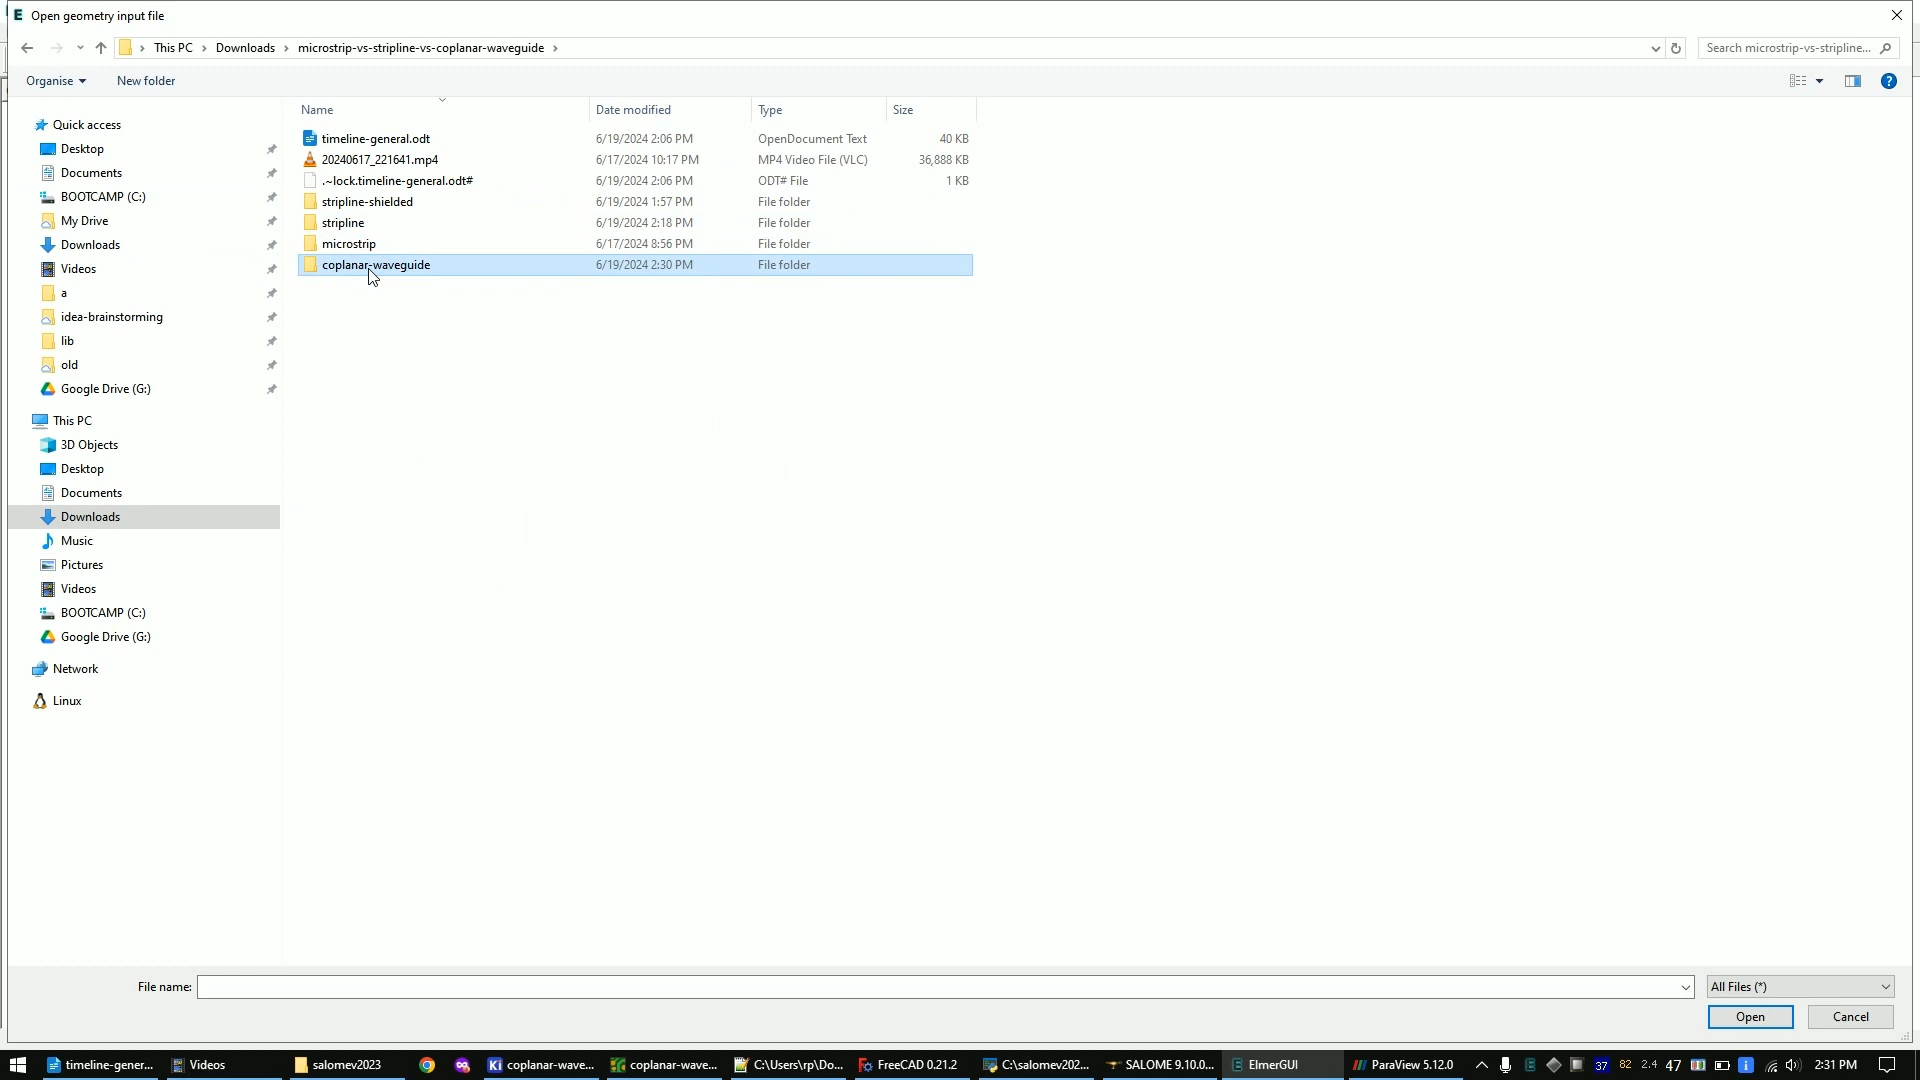 Open geometry input file
This PC > Downloads > microstrip-vs-stripline-vs-coplanar-waveguide >
Search microstrip-vs-stripline...
Organise
New folder
Name
Date modified
Type
Size
timeline-general.odt 6/19/2024 2:06 PM OpenDocument Text 40 KB
20240617_221641.mp4 6/17/2024 10:17 PM MP4 Video File (VLC) 36,888 KB
.~lock.timeline-general.odt# 6/19/2024 2:06 PM ODT# File 1 KB
stripline-shielded 6/19/2024 1:57 PM File folder
stripline 6/19/2024 2:18 PM File folder
microstrip 6/17/2024 8:56 PM File folder
coplanar-waveguide 6/19/2024 2:30 PM File folder
Quick access
Desktop
Documents
BOOTCAMP (C:)
My Drive
Downloads
Videos
a
idea-brainstorming
lib
old
Google Drive (G:)
This PC
3D Objects
Desktop
Documents
Downloads
Music
Pictures
Videos
BOOTCAMP (C:)
Google Drive (G:)
Network
Linux
File name:
All Files (*)
Open
Cancel
timeline-gener...
Videos
salomev2023
coplanar-wave...
coplanar-wave...
C:\Users\rp\Do...
FreeCAD 0.21.2
C:\salomev202...
SALOME 9.10.0...
ElmerGUI
ParaView 5.12.0
37
82
2.4
47
2:31 PM